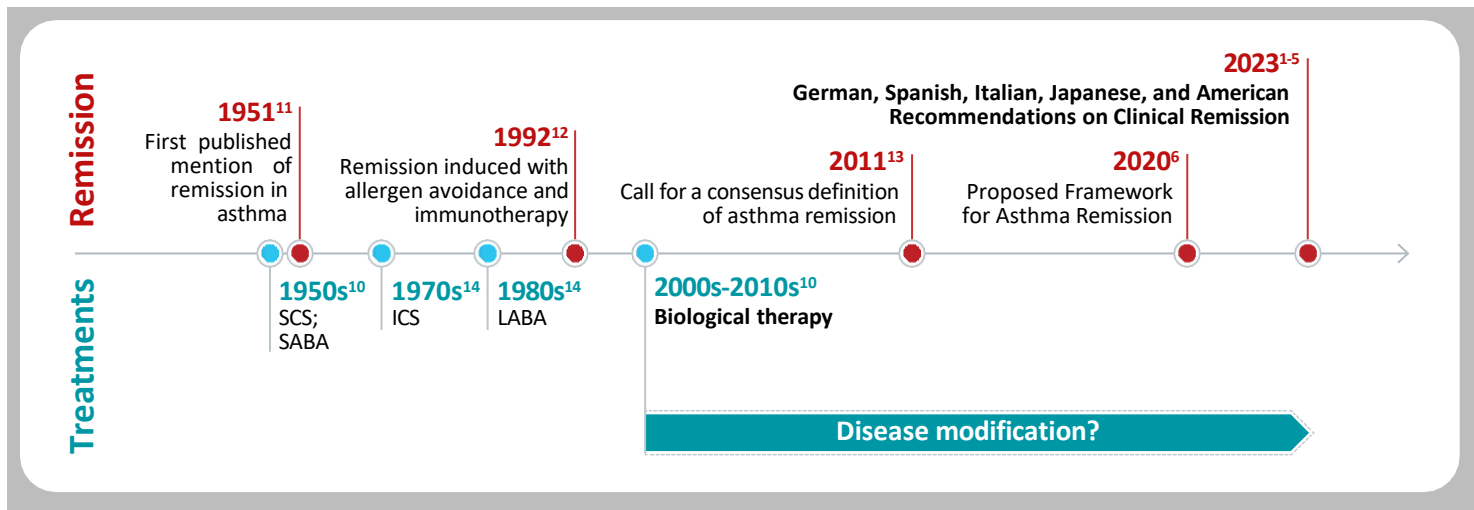 Remission
1951¹¹
First published
mention of
remission in
asthma
1992¹²
Remission induced with
allergen avoidance and
immunotherapy
2011¹³
Call for a consensus definition
of asthma remission
2020⁶
Proposed Framework
for Asthma Remission
2023¹⁻⁵
German, Spanish, Italian, Japanese, and American
Recommendations on Clinical Remission
Treatments
1950s¹⁰
SCS;
SABA
1970s¹⁴
ICS
1980s¹⁴
LABA
2000s-2010s¹⁰
Biological therapy
Disease modification?